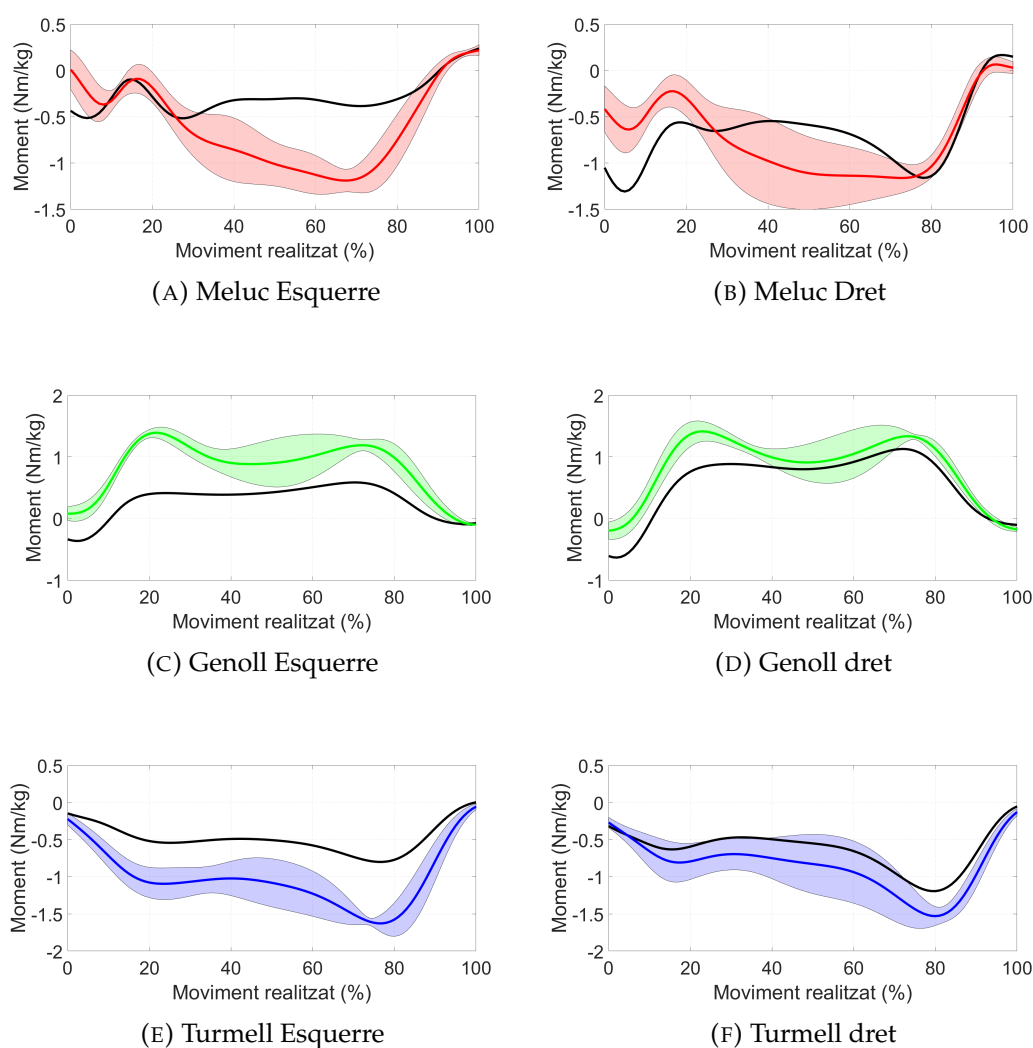 0.5
0
-0.5
-1
-1.5
Moment (Nm/kg)
0 20 40 60 80 100
Moviment realitzat (%)
(A) Meluc Esquerre
0.5
0
-0.5
-1
-1.5
Moment (Nm/kg)
0 20 40 60 80 100
Moviment realitzat (%)
(B) Meluc Dret
2
1
0
-1
Moment (Nm/kg)
0 20 40 60 80 100
Moviment realitzat (%)
(C) Genoll Esquerre
2
1
0
-1
Moment (Nm/kg)
0 20 40 60 80 100
Moviment realitzat (%)
(D) Genoll dret
0.5
0
-0.5
-1
-1.5
-2
Moment (Nm/kg)
0 20 40 60 80 100
Moviment realitzat (%)
(E) Turmell Esquerre
0.5
0
-0.5
-1
-1.5
-2
Moment (Nm/kg)
0 20 40 60 80 100
Moviment realitzat (%)
(F) Turmell dret